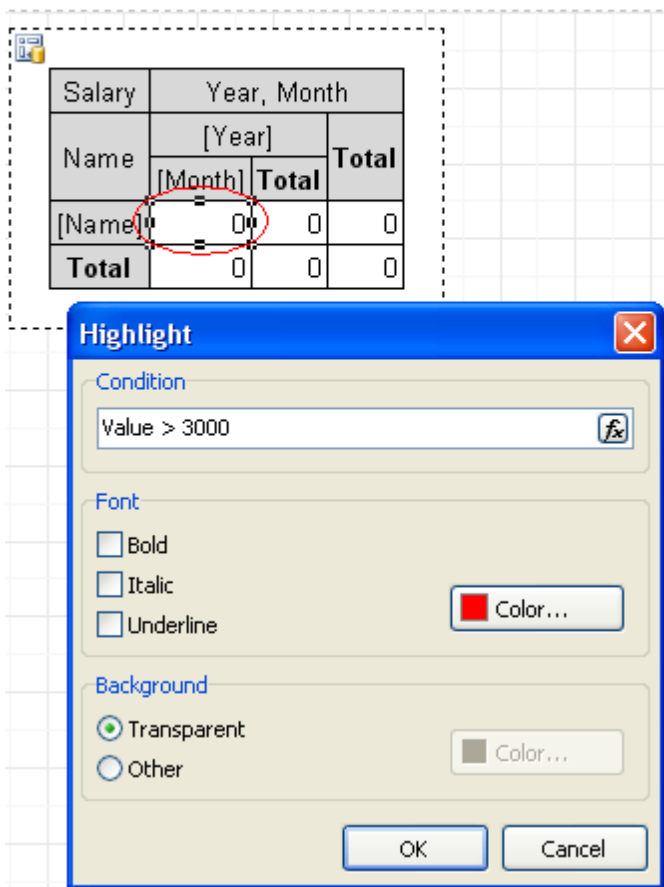 Salary Year, Month
Name [Year] Total
[Month] Total
[Name] 0 0 0
Total 0 0 0
Highlight
Condition
Value > 3000
fx
Font
Bold
Italic
Underline
Color...
Background
Transparent
Other
Color...
OK Cancel